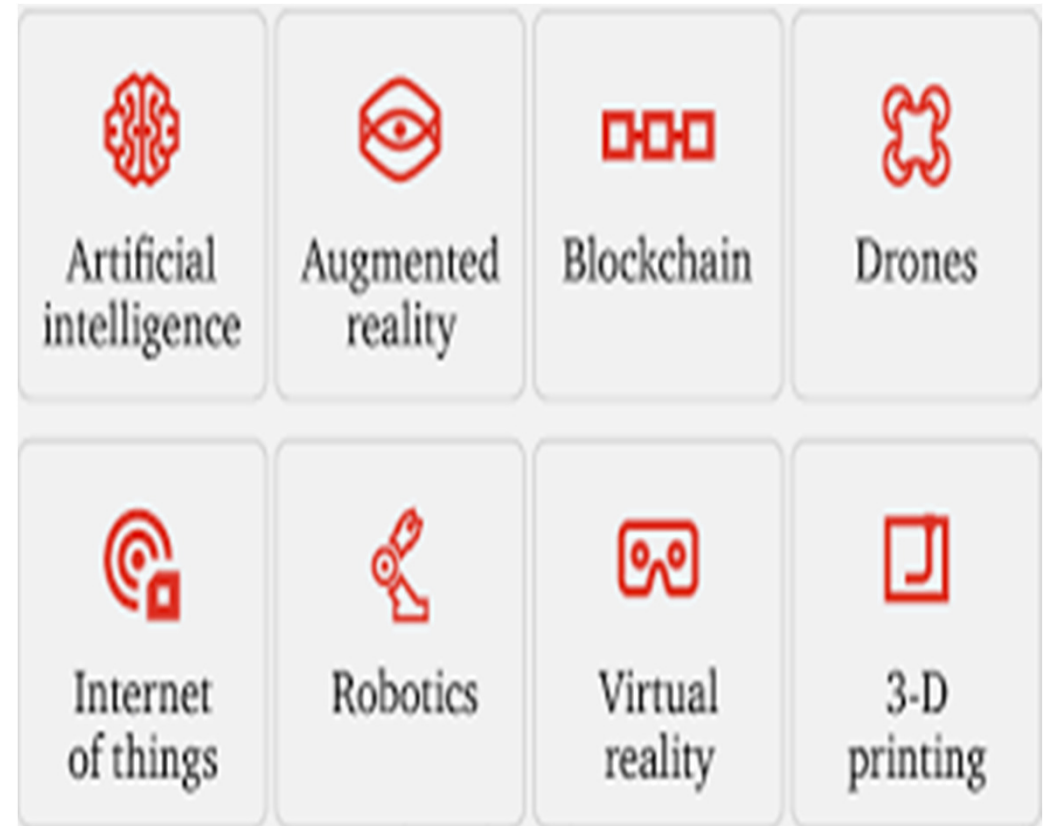 Artificial
intelligence
Augmented
reality
Blockchain
Drones
Internet
of things
Robotics
Virtual
reality
3-D
printing